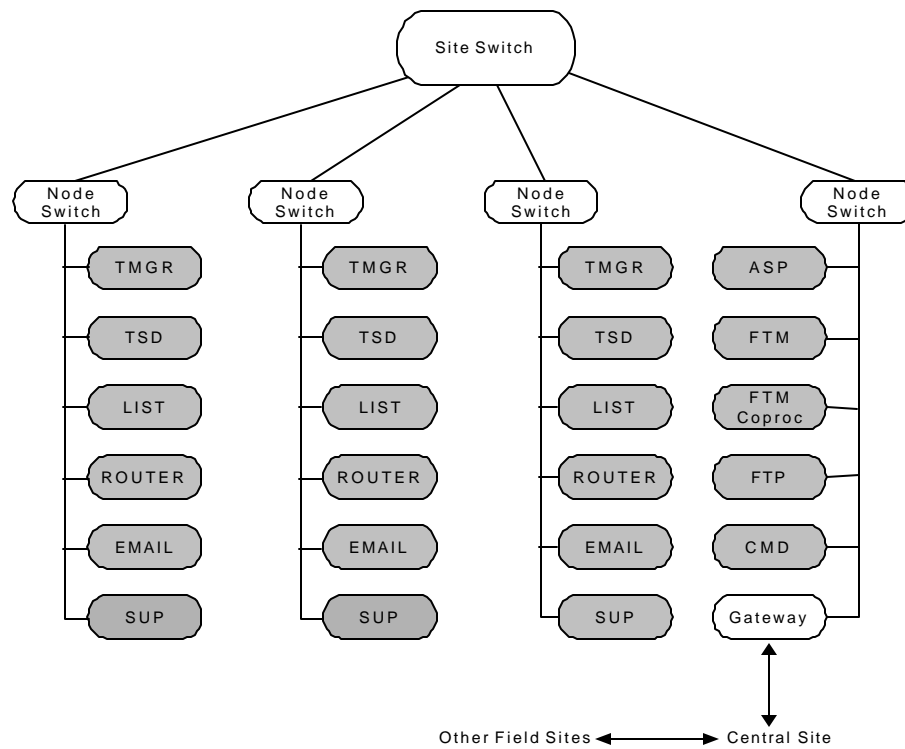 Site Switch
Node
Switch
Node
Switch
Node
Switch
Node
Switch
TMGR
TMGR
TMGR
ASP
TSD
TSD
TSD
FTM
LIST
LIST
LIST
FTM
Coproc
ROUTER
ROUTER
ROUTER
FTP
EMAIL
EMAIL
EMAIL
CMD
SUP
SUP
SUP
Gateway
Other Field Sites
Central Site